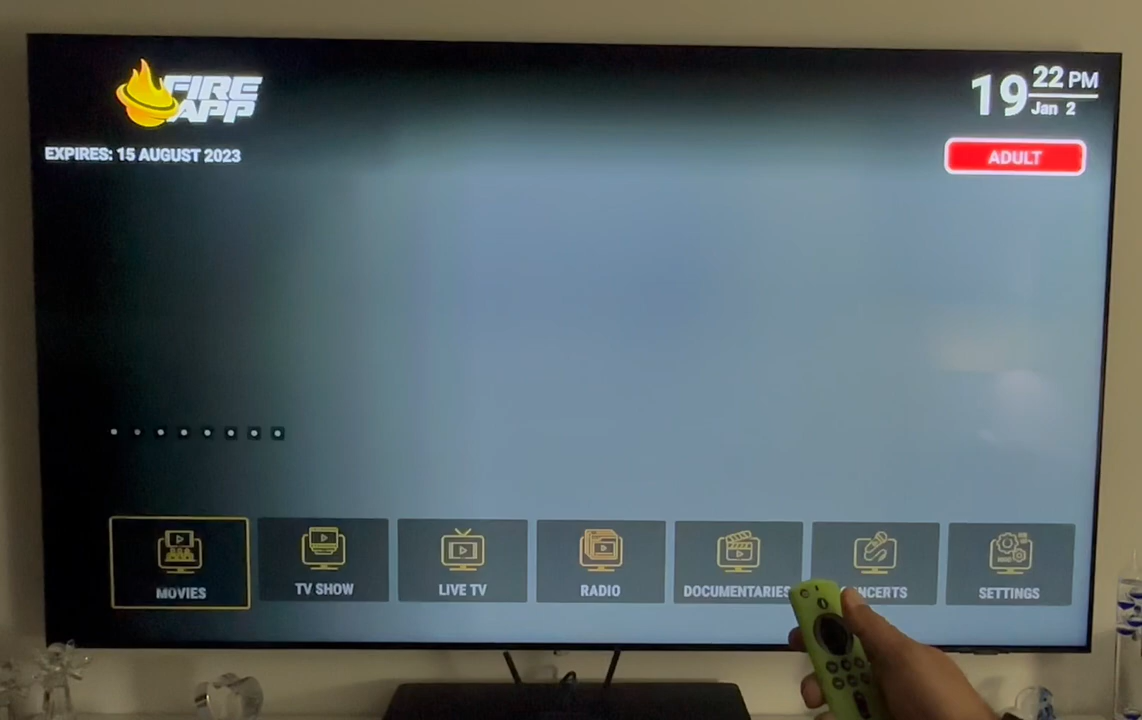 FIRE
APP
19 22 PM
Jan 2
EXPIRES: 15 AUGUST 2023
ADULT
MOVIES
TV SHOW
LIVE TV
RADIO
DOCUMENTARIES
NCERTS
SETTINGS